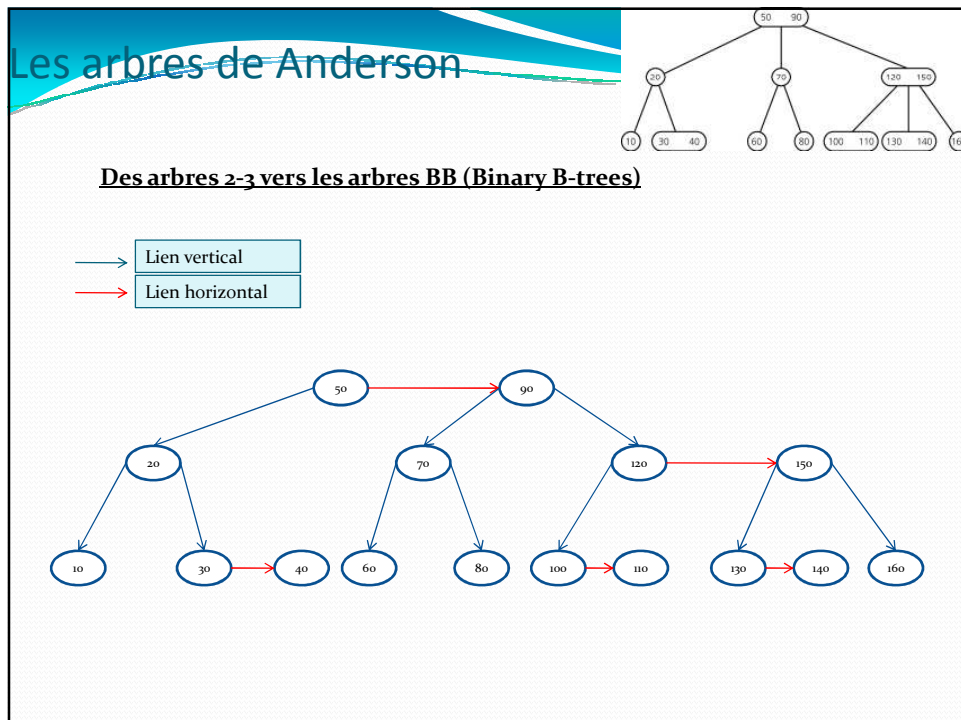 50 90
Les arbres de Anderson
20 70 120 150
10 30 40 60 80 100 110 130 140 16
Des arbres 2-3 vers les arbres BB (Binary B-trees)
Lien vertical
Lien horizontal
50 90
20 70 120 150
10 30 40 60 80 100 110 130 140 160